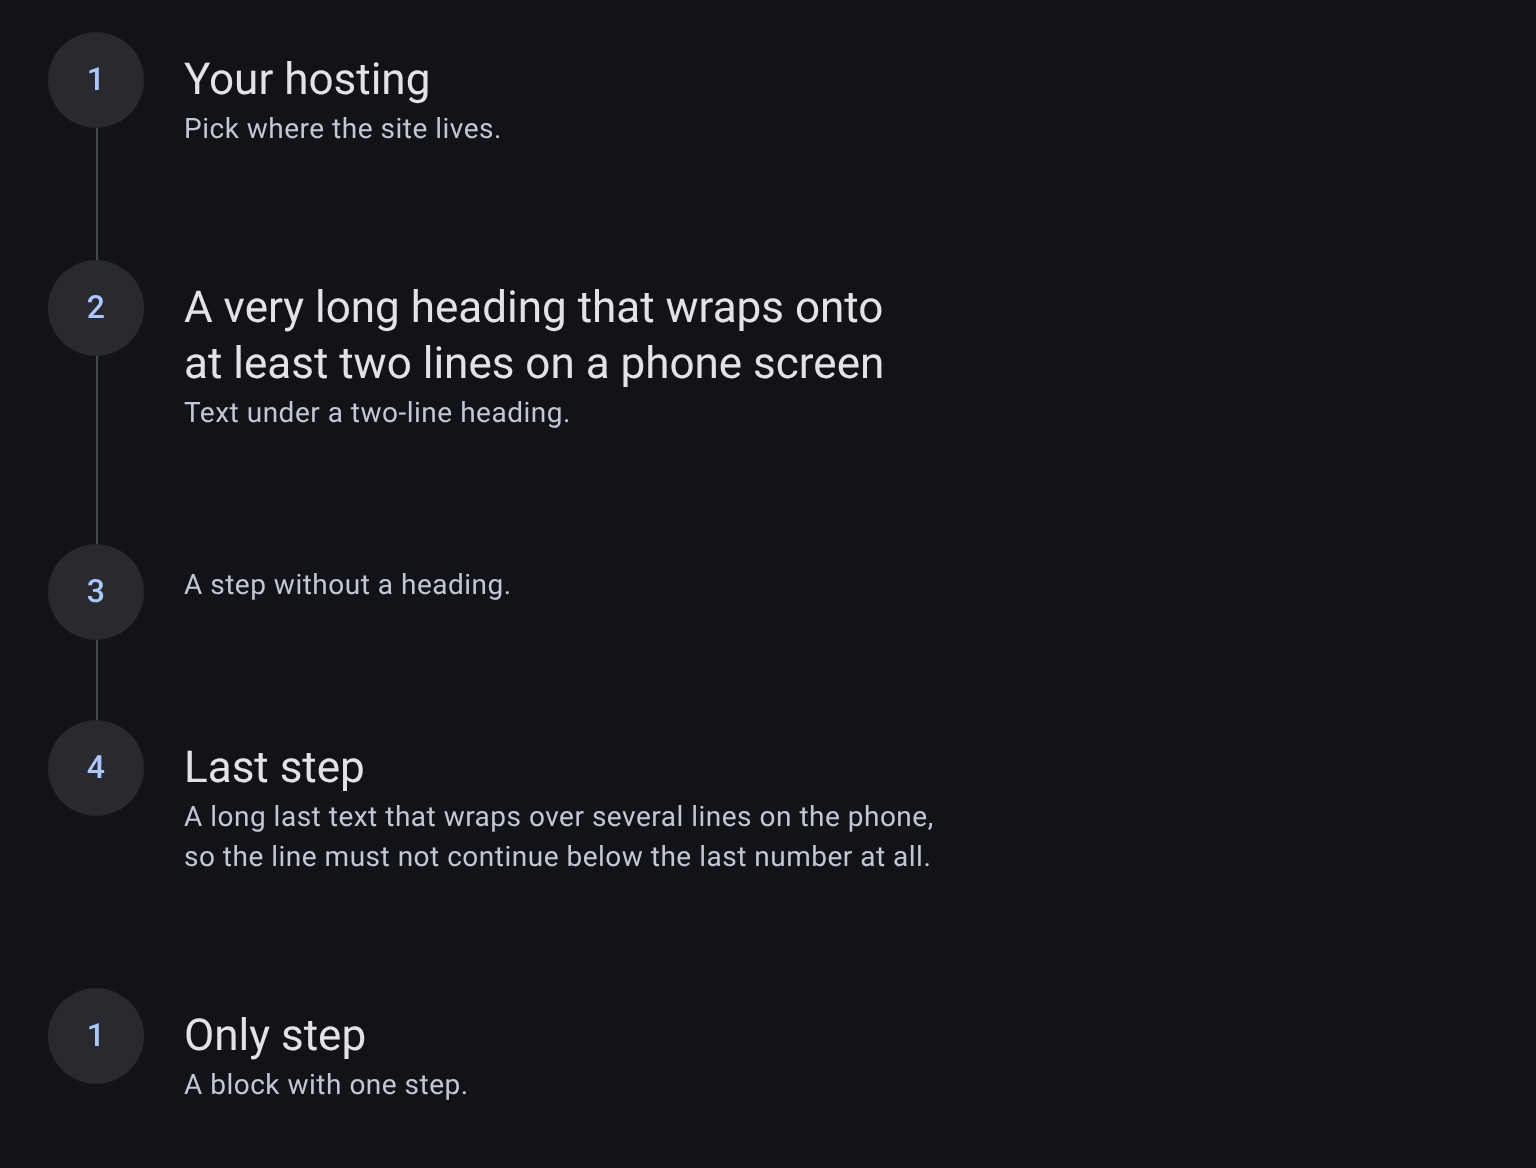 1
Your hosting
Pick where the site lives.
2
A very long heading that wraps onto
at least two lines on a phone screen
Text under a two-line heading.
3
A step without a heading.
4
Last step
A long last text that wraps over several lines on the phone,
so the line must not continue below the last number at all.
1
Only step
A block with one step.